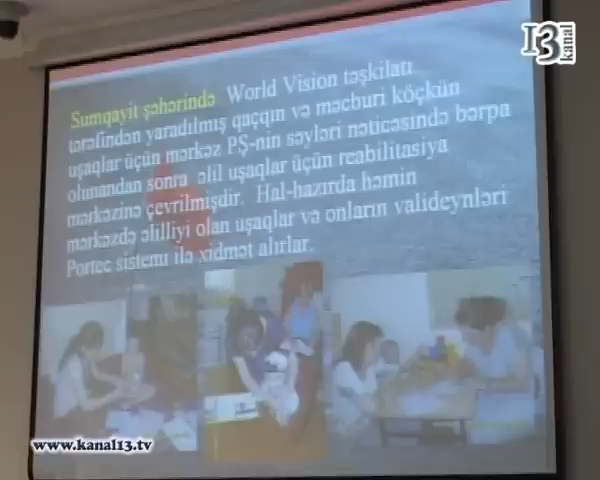 13 kanal
Sumqayit şəhərində World Vision təşkilatı
tərəfindən yaradılmış qaçqın və məcburi köçkün
uşaqlar üçün mərkəz PŞ-nin səyləri nəticəsində bərpa
olunandan sonra əlil uşaqlar üçün reabilitasiya
mərkəzinə çevrilmişdir. Hal-hazırda həmin
mərkəzdə əlilliyi olan uşaqlar və onların valideynləri
Portec sistemi ilə xidmət alırlar.
www.kanal13.tv